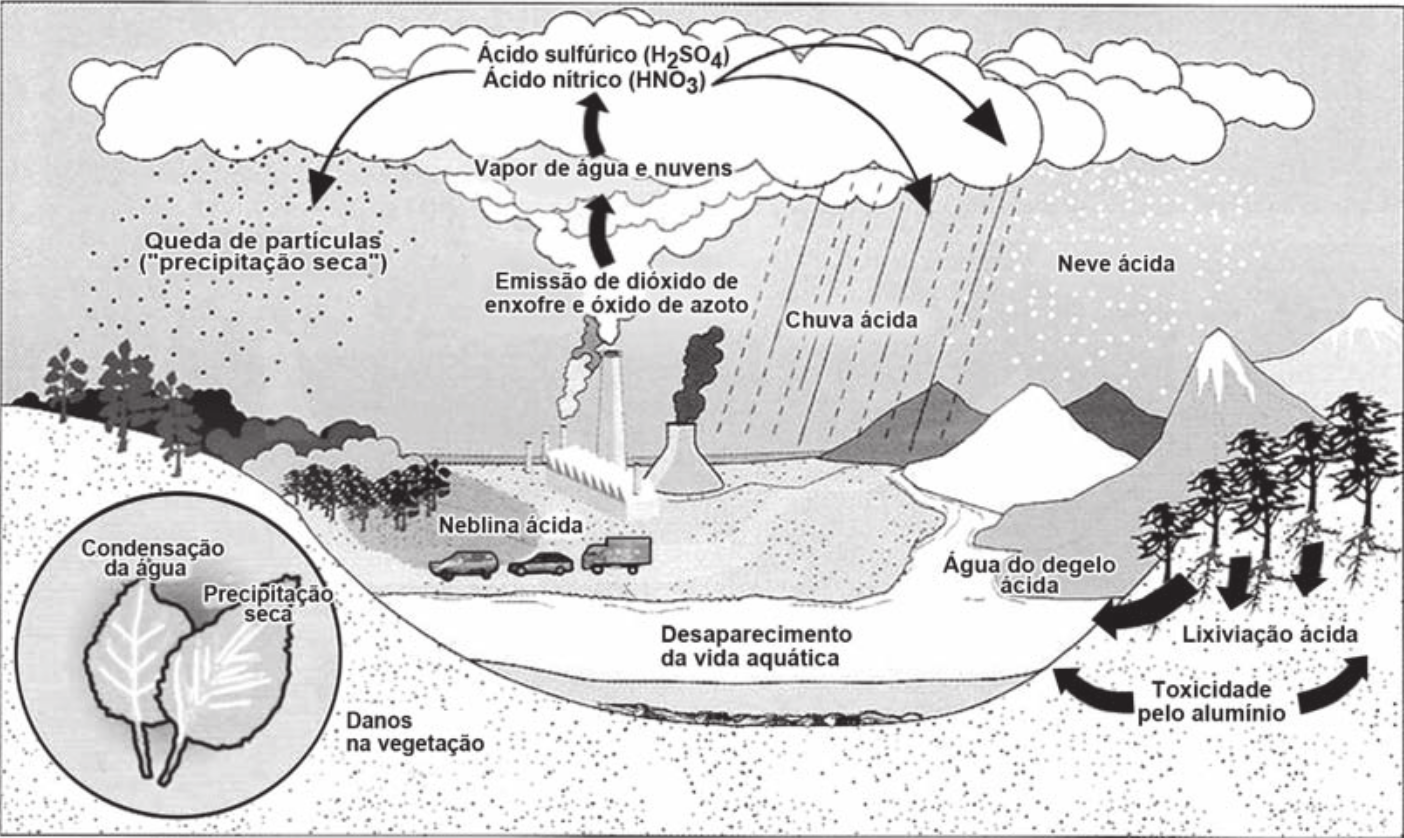 Ácido sulfúrico (H₂SO₄)
Ácido nítrico (HNO₃)
Vapor de água e nuvens
Queda de partículas
("precipitação seca")
Emissão de dióxido de
enxofre e óxido de azoto
Chuva ácida
Neve ácida
Neblina ácida
Condensação
da água
Precipitação
seca
Água do degelo
ácida
Desaparecimento
da vida aquática
Lixiviação ácida
Toxicidade
pelo alumínio
Danos
na vegetação